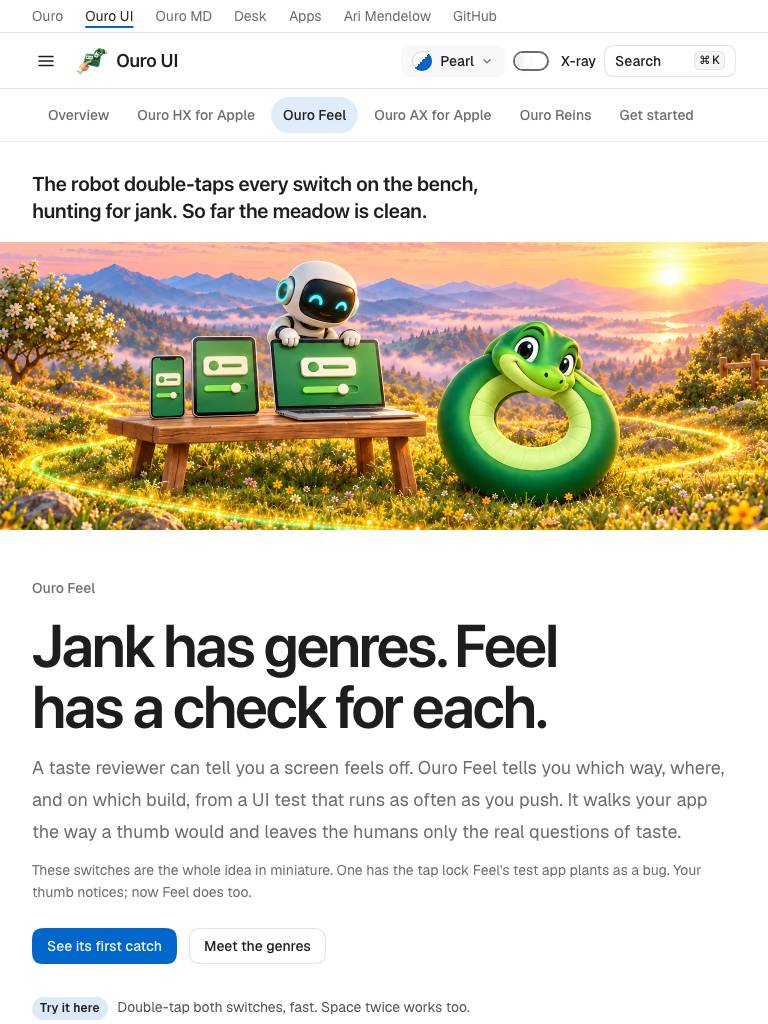 Ouro Ouro UI Ouro MD Desk Apps Ari Mendelow GitHub
Ouro UI Pearl X-ray Search ⌘ K
Overview Ouro HX for Apple Ouro Feel Ouro AX for Apple Ouro Reins Get started
The robot double-taps every switch on the bench,
hunting for jank. So far the meadow is clean.
Ouro Feel
Jank has genres. Feel
has a check for each.
A taste reviewer can tell you a screen feels off. Ouro Feel tells you which way, where,
and on which build, from a UI test that runs as often as you push. It walks your app
the way a thumb would and leaves the humans only the real questions of taste.
These switches are the whole idea in miniature. One has the tap lock Feel's test app plants as a bug. Your
thumb notices; now Feel does too.
See its first catch Meet the genres
Try it here Double-tap both switches, fast. Space twice works too.